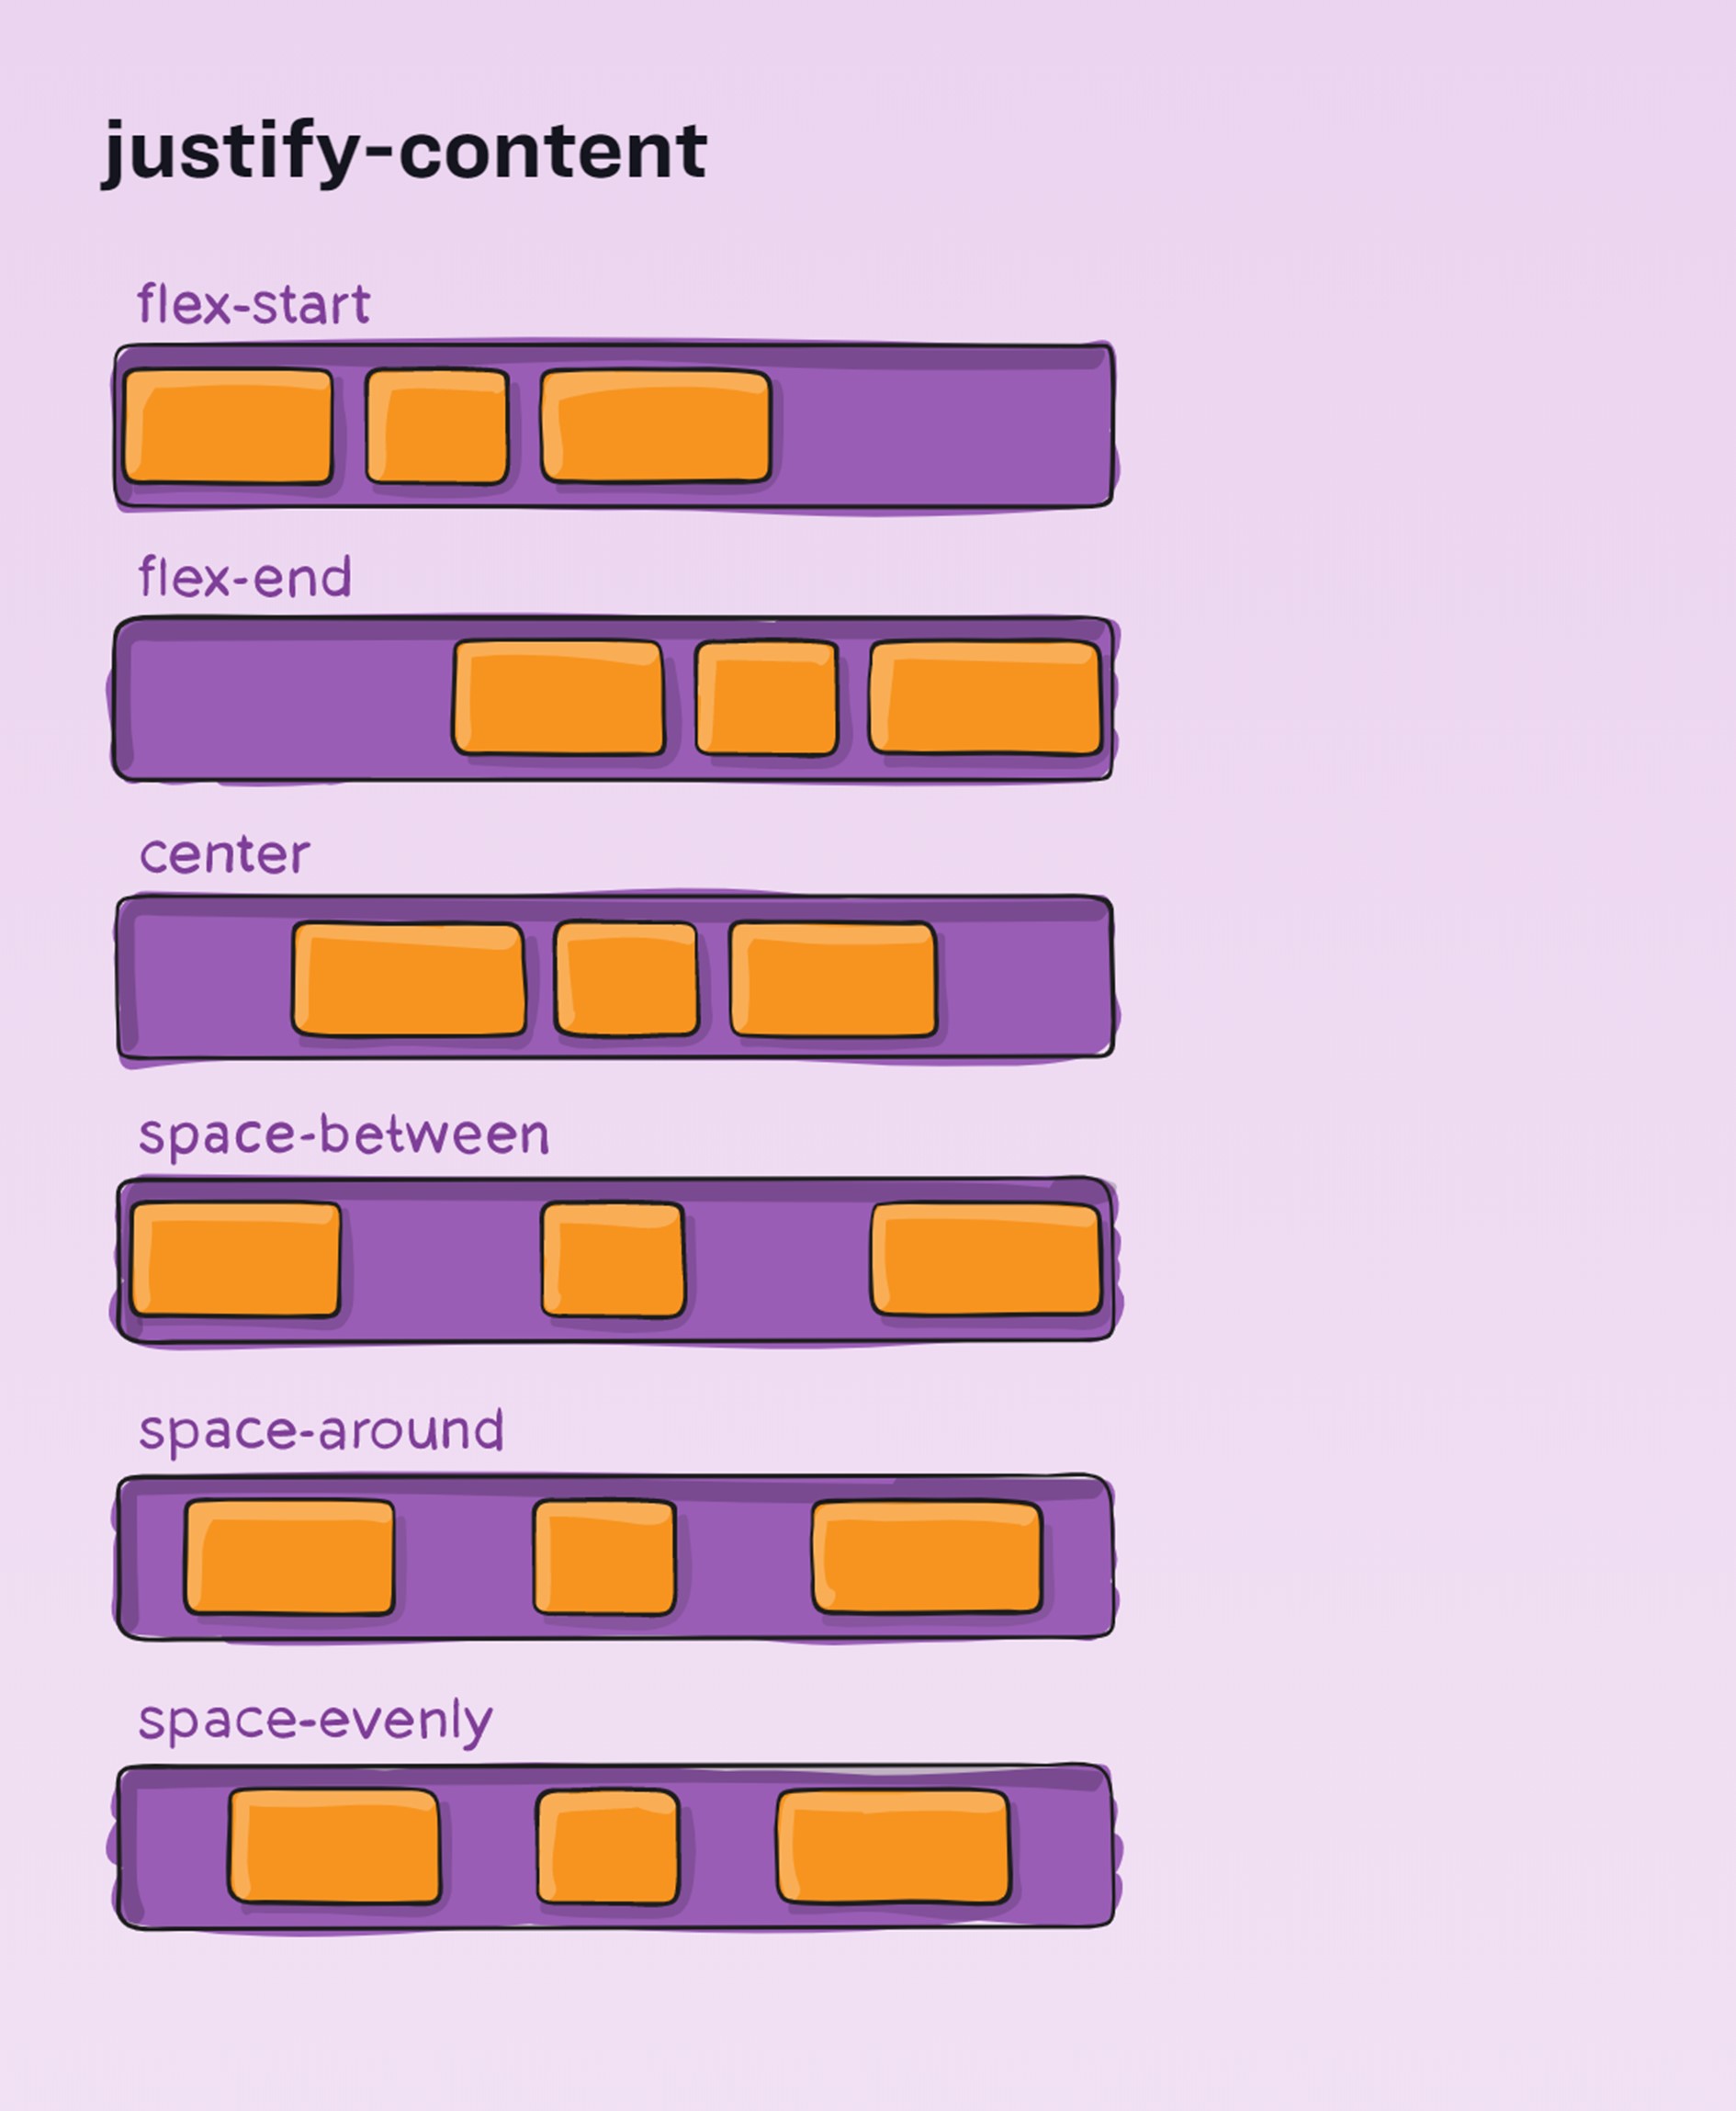 justify-content
flex-start
flex-end
center
space-between
space-around
space-evenly